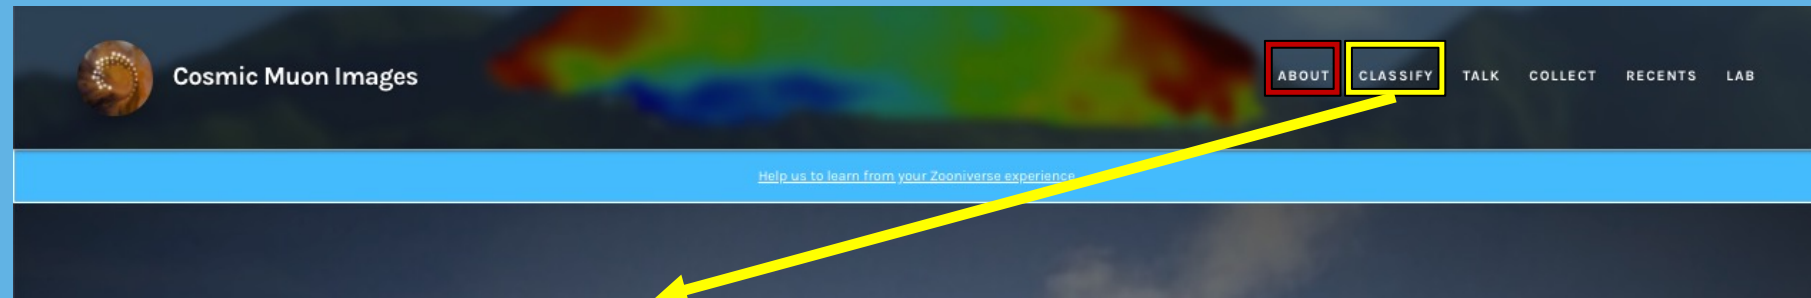 Cosmic Muon Images
ABOUT CLASSIFY TALK COLLECT RECENTS LAB
Help us to learn from your Zooniverse experience